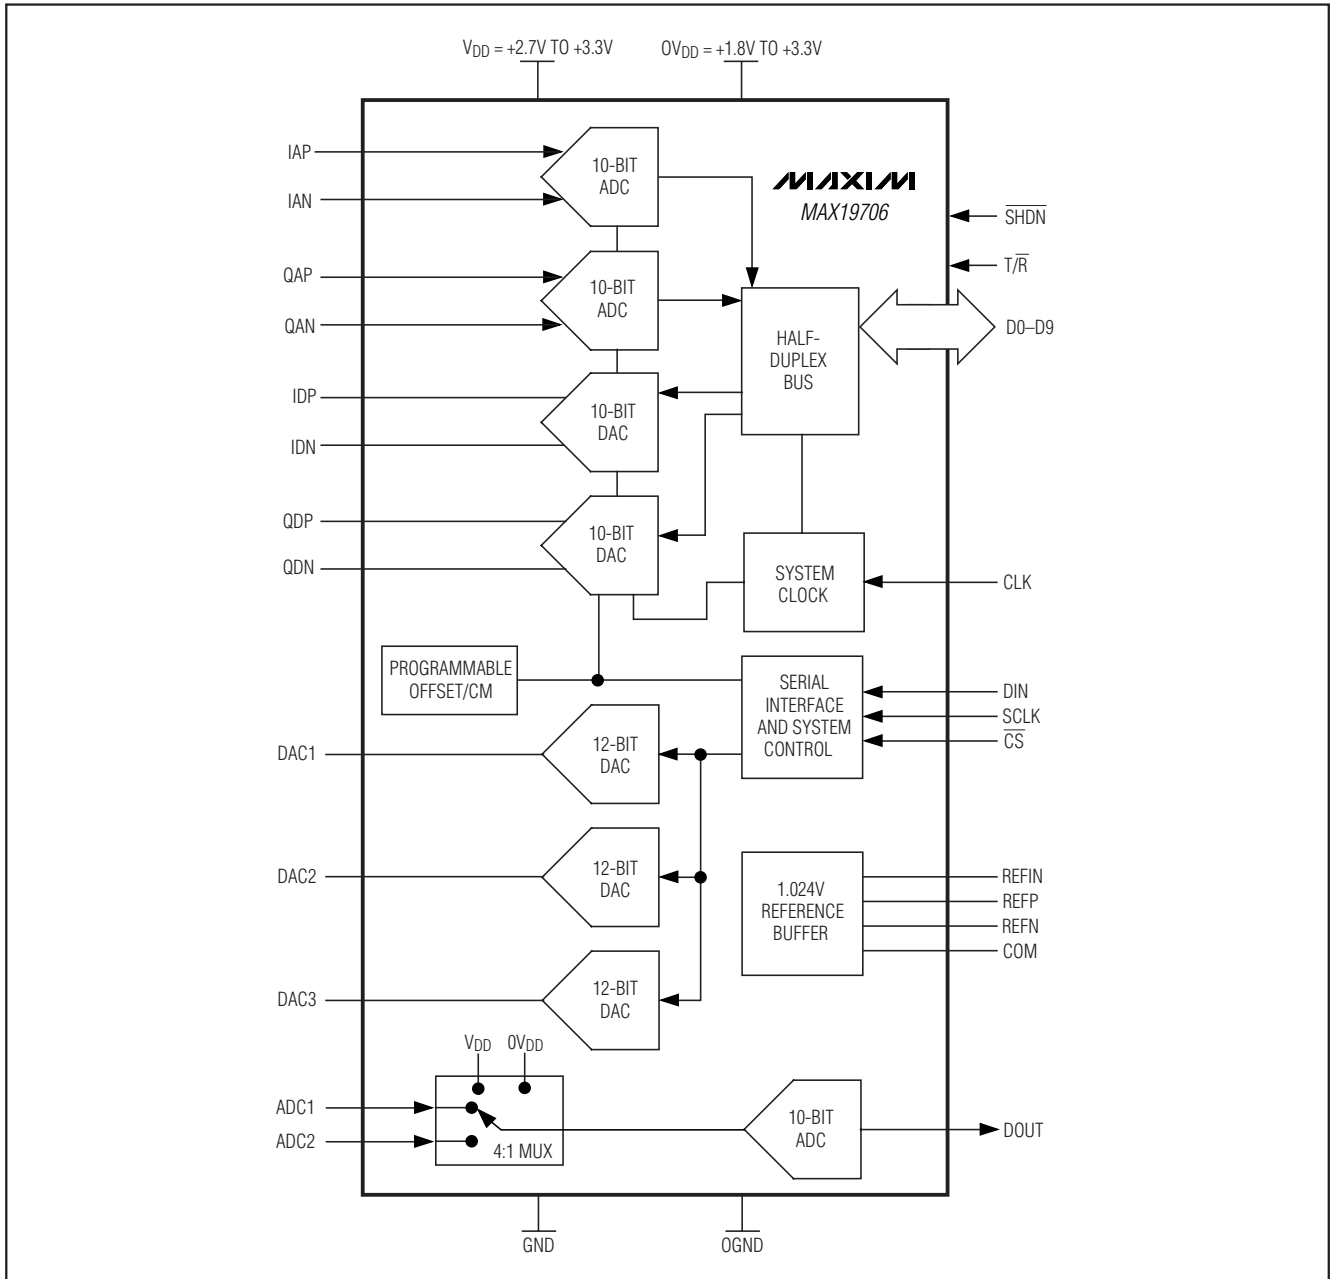 VDD = +2.7V TO +3.3V
OVDD = +1.8V TO +3.3V
IAP
IAN
10-BIT
ADC
MAXIM
MAX19706
SHDN
T/R
QAP
QAN
10-BIT
ADC
HALF-
DUPLEX
BUS
D0–D9
IDP
IDN
10-BIT
DAC
QDP
QDN
10-BIT
DAC
SYSTEM
CLOCK
CLK
PROGRAMMABLE
OFFSET/CM
SERIAL
INTERFACE
AND SYSTEM
CONTROL
DIN
SCLK
CS
DAC1
12-BIT
DAC
DAC2
12-BIT
DAC
1.024V
REFERENCE
BUFFER
REFIN
REFP
REFN
COM
DAC3
12-BIT
DAC
VDD
0VDD
ADC1
ADC2
4:1 MUX
10-BIT
ADC
DOUT
GND
OGND